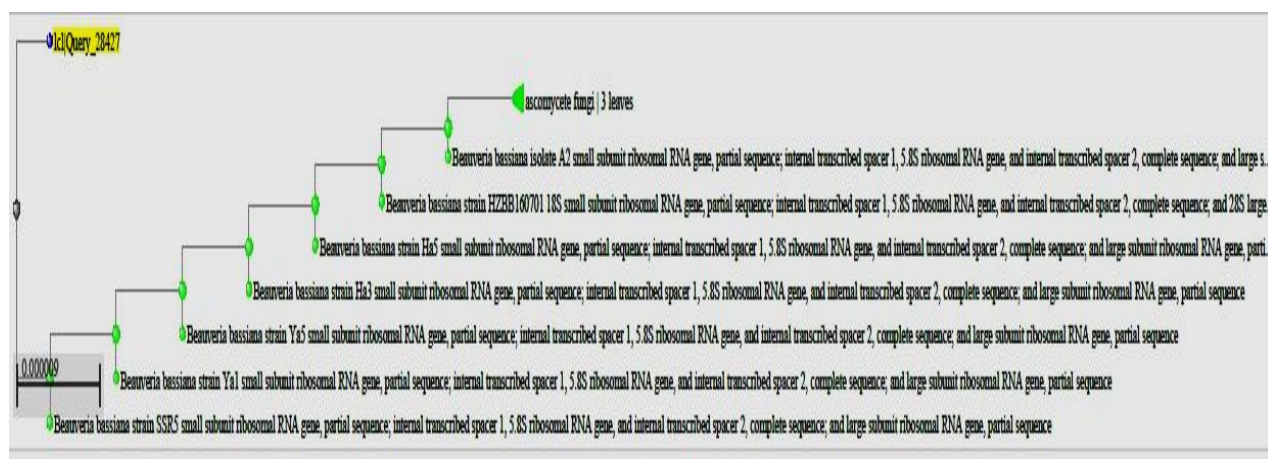 lcl|Query_28427
ascomycete fungi | 3 leaves
Beauveria bassiana isolate A2 small subunit ribosomal RNA gene, partial sequence; internal transcribed spacer 1, 5.8S ribosomal RNA gene, and internal transcribed spacer 2, complete sequence; and large s...
Beauveria bassiana strain HZBB160701 18S small subunit ribosomal RNA gene, partial sequence; internal transcribed spacer 1, 5.8S ribosomal RNA gene, and internal transcribed spacer 2, complete sequence; and 28S large...
Beauveria bassiana strain Ha5 small subunit ribosomal RNA gene, partial sequence; internal transcribed spacer 1, 5.8S ribosomal RNA gene, and internal transcribed spacer 2, complete sequence; and large subunit ribosomal RNA gene, parti...
Beauveria bassiana strain Ha3 small subunit ribosomal RNA gene, partial sequence; internal transcribed spacer 1, 5.8S ribosomal RNA gene, and internal transcribed spacer 2, complete sequence; and large subunit ribosomal RNA gene, partial sequence
Beauveria bassiana strain Ya5 small subunit ribosomal RNA gene, partial sequence; internal transcribed spacer 1, 5.8S ribosomal RNA gene, and internal transcribed spacer 2, complete sequence; and large subunit ribosomal RNA gene, partial sequence
0.000009
Beauveria bassiana strain Ya1 small subunit ribosomal RNA gene, partial sequence; internal transcribed spacer 1, 5.8S ribosomal RNA gene, and internal transcribed spacer 2, complete sequence; and large subunit ribosomal RNA gene, partial sequence
Beauveria bassiana strain SSR5 small subunit ribosomal RNA gene, partial sequence; internal transcribed spacer 1, 5.8S ribosomal RNA gene, and internal transcribed spacer 2, complete sequence; and large subunit ribosomal RNA gene, partial sequence